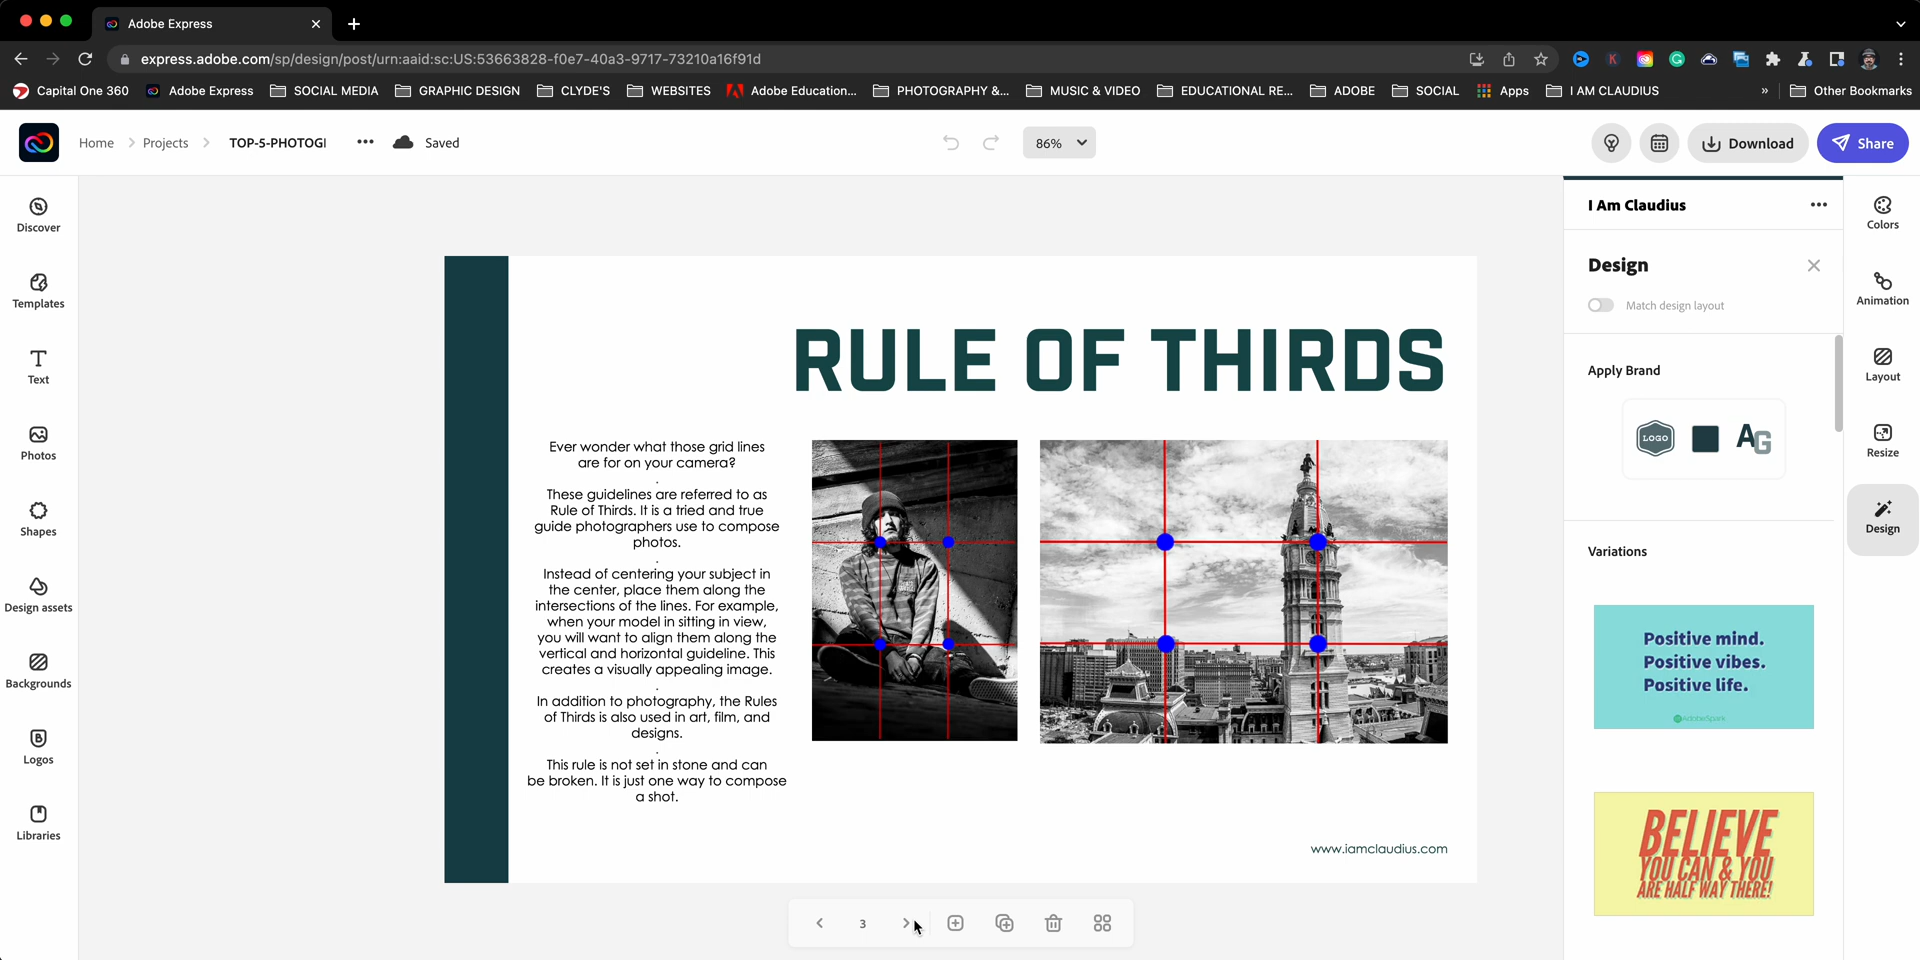 Adobe Express
express.adobe.com/sp/design/post/urn:aaid:sc:US:53663828-f0e7-40a3-9717-73210a16f91d
Capital One 360
Adobe Express
SOCIAL MEDIA
GRAPHIC DESIGN
CLYDE'S
WEBSITES
Adobe Education...
PHOTOGRAPHY &...
MUSIC & VIDEO
EDUCATIONAL RE...
ADOBE
SOCIAL
Apps
I AM CLAUDIUS
»
Other Bookmarks
Home
Projects
TOP-5-PHOTOGI
Saved
86%
Download
Share
Discover
Templates
Text
Photos
Shapes
Design assets
Backgrounds
Logos
Libraries
RULE OF THIRDS
Ever wonder what those grid lines
are for on your camera?
.
These guidelines are referred to as
Rule of Thirds. It is a tried and true
guide photographers use to compose
photos.
.
Instead of centering your subject in
the center, place them along the
intersections of the lines. For example,
when your model in sitting in view,
you will want to align them along the
vertical and horizontal guideline. This
creates a visually appealing image.
.
In addition to photography, the Rules
of Thirds is also used in art, film, and
designs.
.
This rule is not set in stone and can
be broken. It is just one way to compose
a shot.
www.iamclaudius.com
3
I Am Claudius
Design
Match design layout
Apply Brand
LOGO
AG
Variations
Positive mind.
Positive vibes.
Positive life.
AdobeSpark
BELIEVE
YOU CAN & YOU
ARE HALF WAY THERE!
Colors
Animation
Layout
Resize
Design